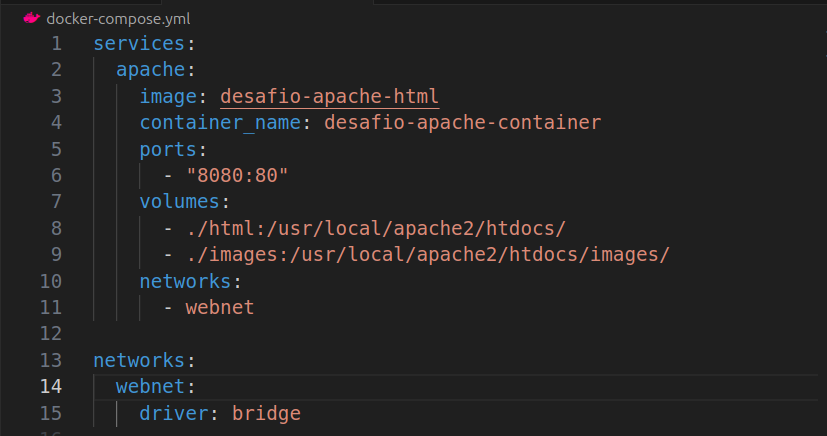 docker-compose.yml
1 services:
2 apache:
3 image: desafio-apache-html
4 container_name: desafio-apache-container
5 ports:
6 - "8080:80"
7 volumes:
8 - ./html:/usr/local/apache2/htdocs/
9 - ./images:/usr/local/apache2/htdocs/images/
10 networks:
11 - webnet
12
13 networks:
14 webnet:
15 driver: bridge